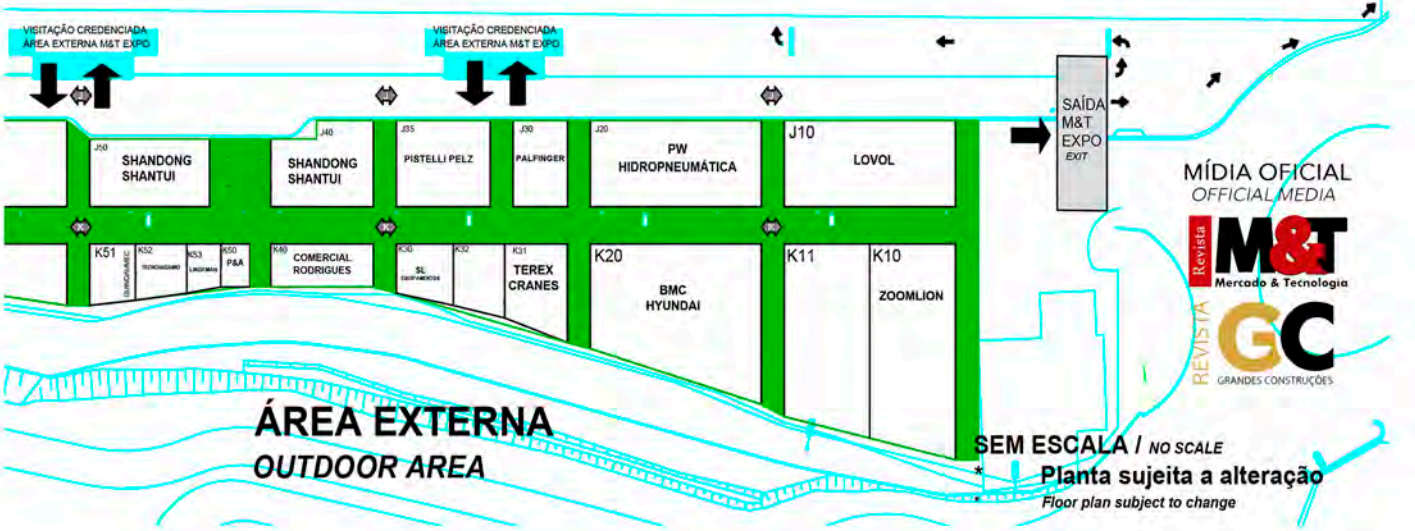 VISITAÇÃO CREDENCIADA
ÁREA EXTERNA M&T EXPO
VISITAÇÃO CREDENCIADA
ÁREA EXTERNA M&T EXPO
SAÍDA
M&T
EXPO
EXIT
J50
SHANDONG
SHANTUI
J40
SHANDONG
SHANTUI
J35
PISTELLI PELZ
J30
PALFINGER
J20
PW
HIDROPNEUMÁTICA
J10
LOVOL
K51
K52
K53
K50
P&A
K40
COMERCIAL
RODRIGUES
K30
SL
EQUIPAMENTOS
K32
K31
TEREX
CRANES
K20
BMC
HYUNDAI
K11
K10
ZOOMLION
MÍDIA OFICIAL
OFFICIAL MEDIA
Revista
M&T
Mercado & Tecnologia
REVISTA
GC
GRANDES CONSTRUÇÕES
ÁREA EXTERNA
OUTDOOR AREA
SEM ESCALA / NO SCALE
* Planta sujeita a alteração
* Floor plan subject to change